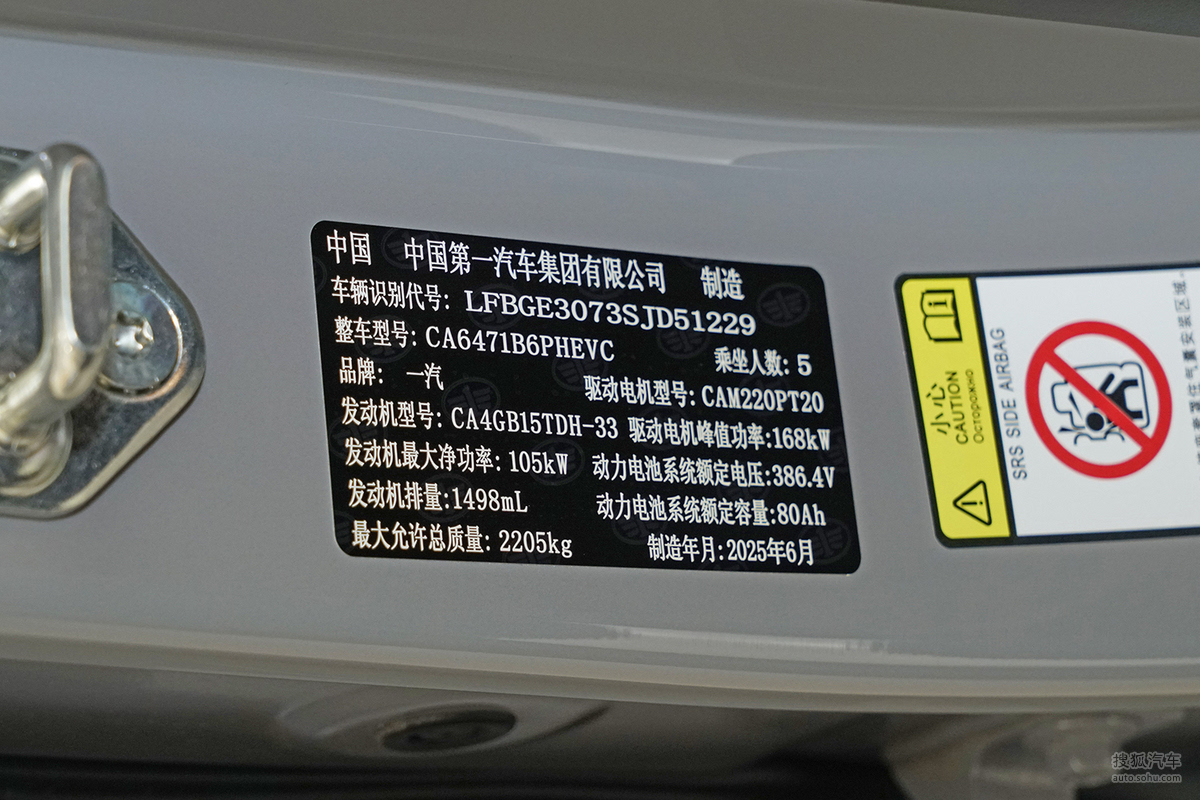 中国 中国第一汽车集团有限公司 制造
车辆识别代号: LFBGE3073SJD51229
整车型号: CA6471B6PHEVC
乘坐人数: 5
品牌: 一汽
驱动电机型号: CAM220PT20
发动机型号: CA4GB15TDH-33 驱动电机峰值功率:168kW
发动机最大净功率: 105kW 动力电池系统额定电压:386.4V
发动机排量:1498mL 动力电池系统额定容量:80Ah
最大允许总质量: 2205kg 制造年月:2025年6月
小心
CAUTION
Осторожно
SRS SIDE AIRBAG
搜狐汽车
auto.sohu.com